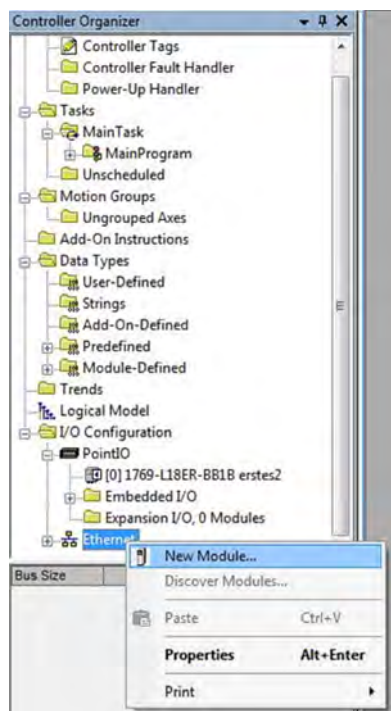 Controller Organizer
Controller Tags
Controller Fault Handler
Power-Up Handler
Tasks
MainTask
MainProgram
Unscheduled
Motion Groups
Ungrouped Axes
Add-On Instructions
Data Types
User-Defined
Strings
Add-On-Defined
Predefined
Module-Defined
Trends
Logical Model
I/O Configuration
PointIO
[0] 1769-L18ER-BB1B erstes2
Embedded I/O
Expansion I/O, 0 Modules
Ethernet
New Module...
Bus Size
Discover Modules...
Paste Ctrl+V
Properties Alt+Enter
Print